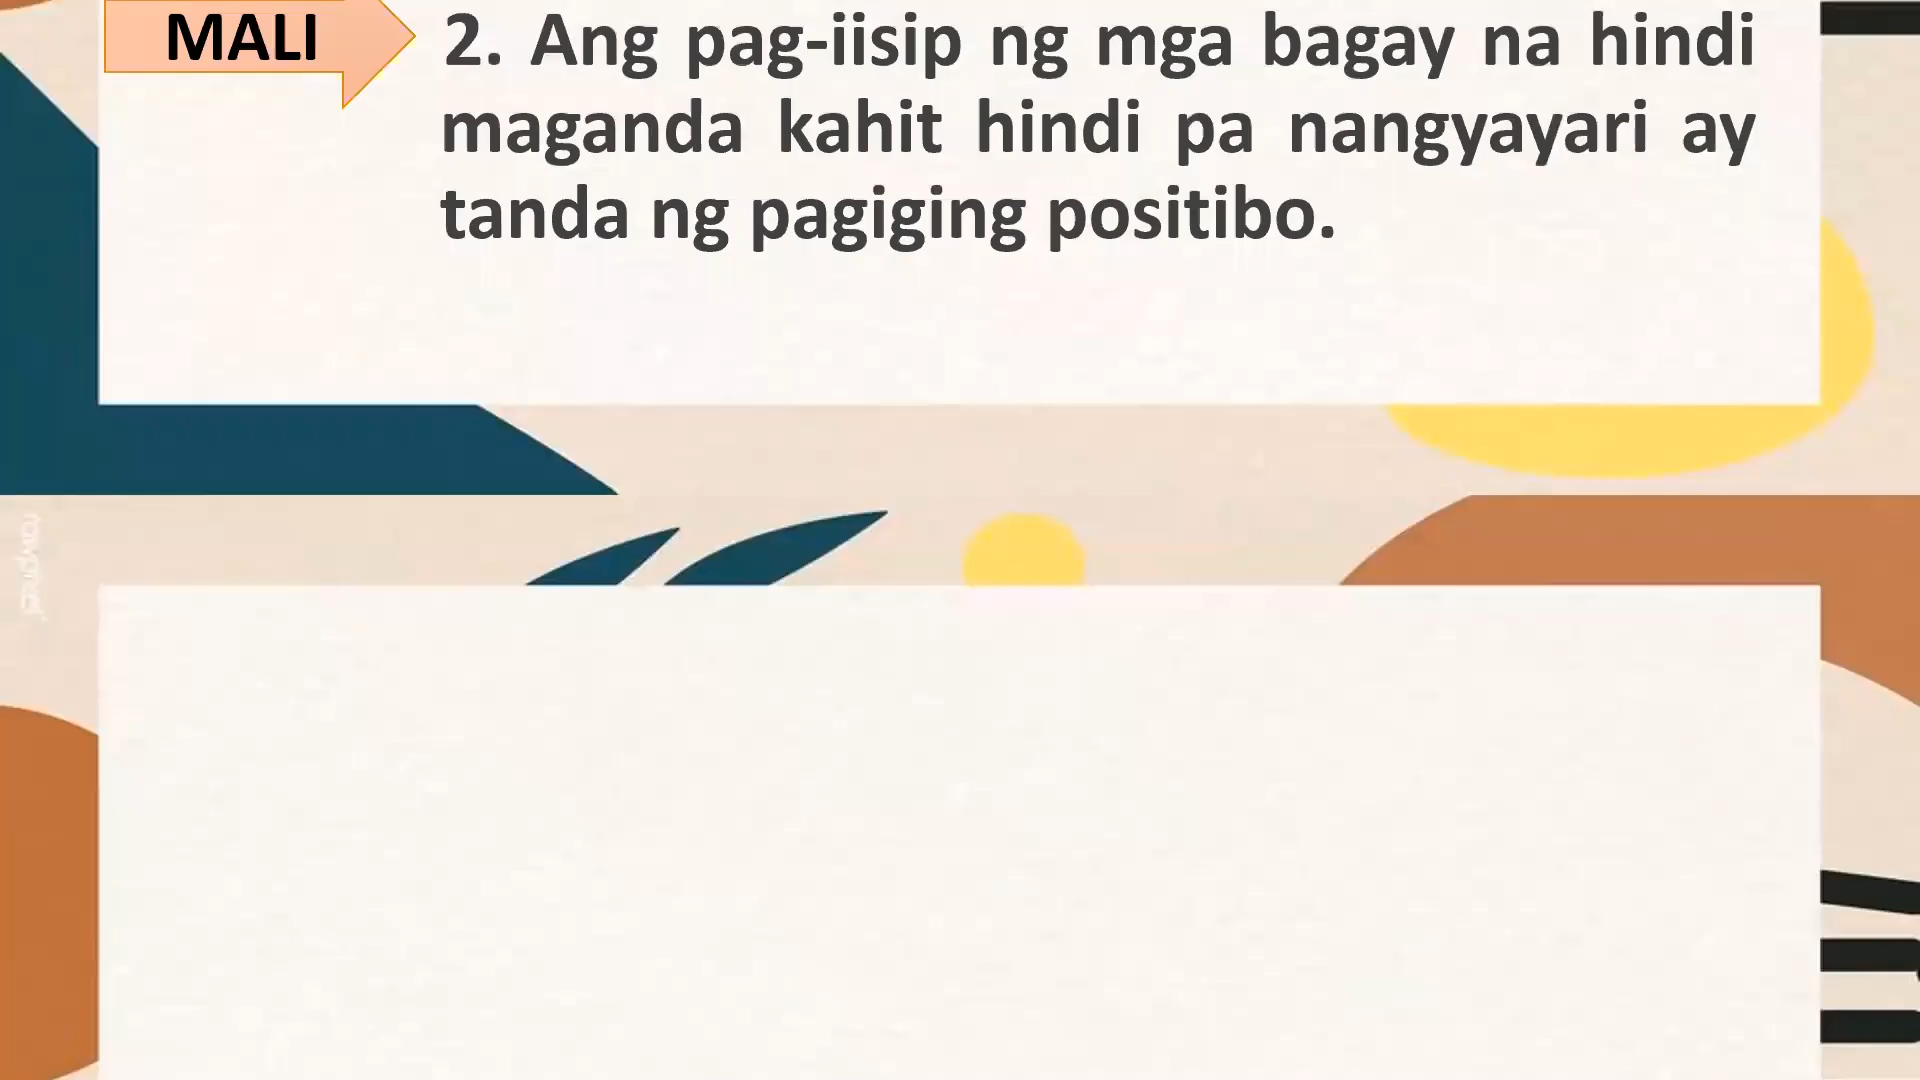 MALI
2. Ang pag-iisip ng mga bagay na hindi
maganda kahit hindi pa nangyayari ay
tanda ng pagiging positibo.